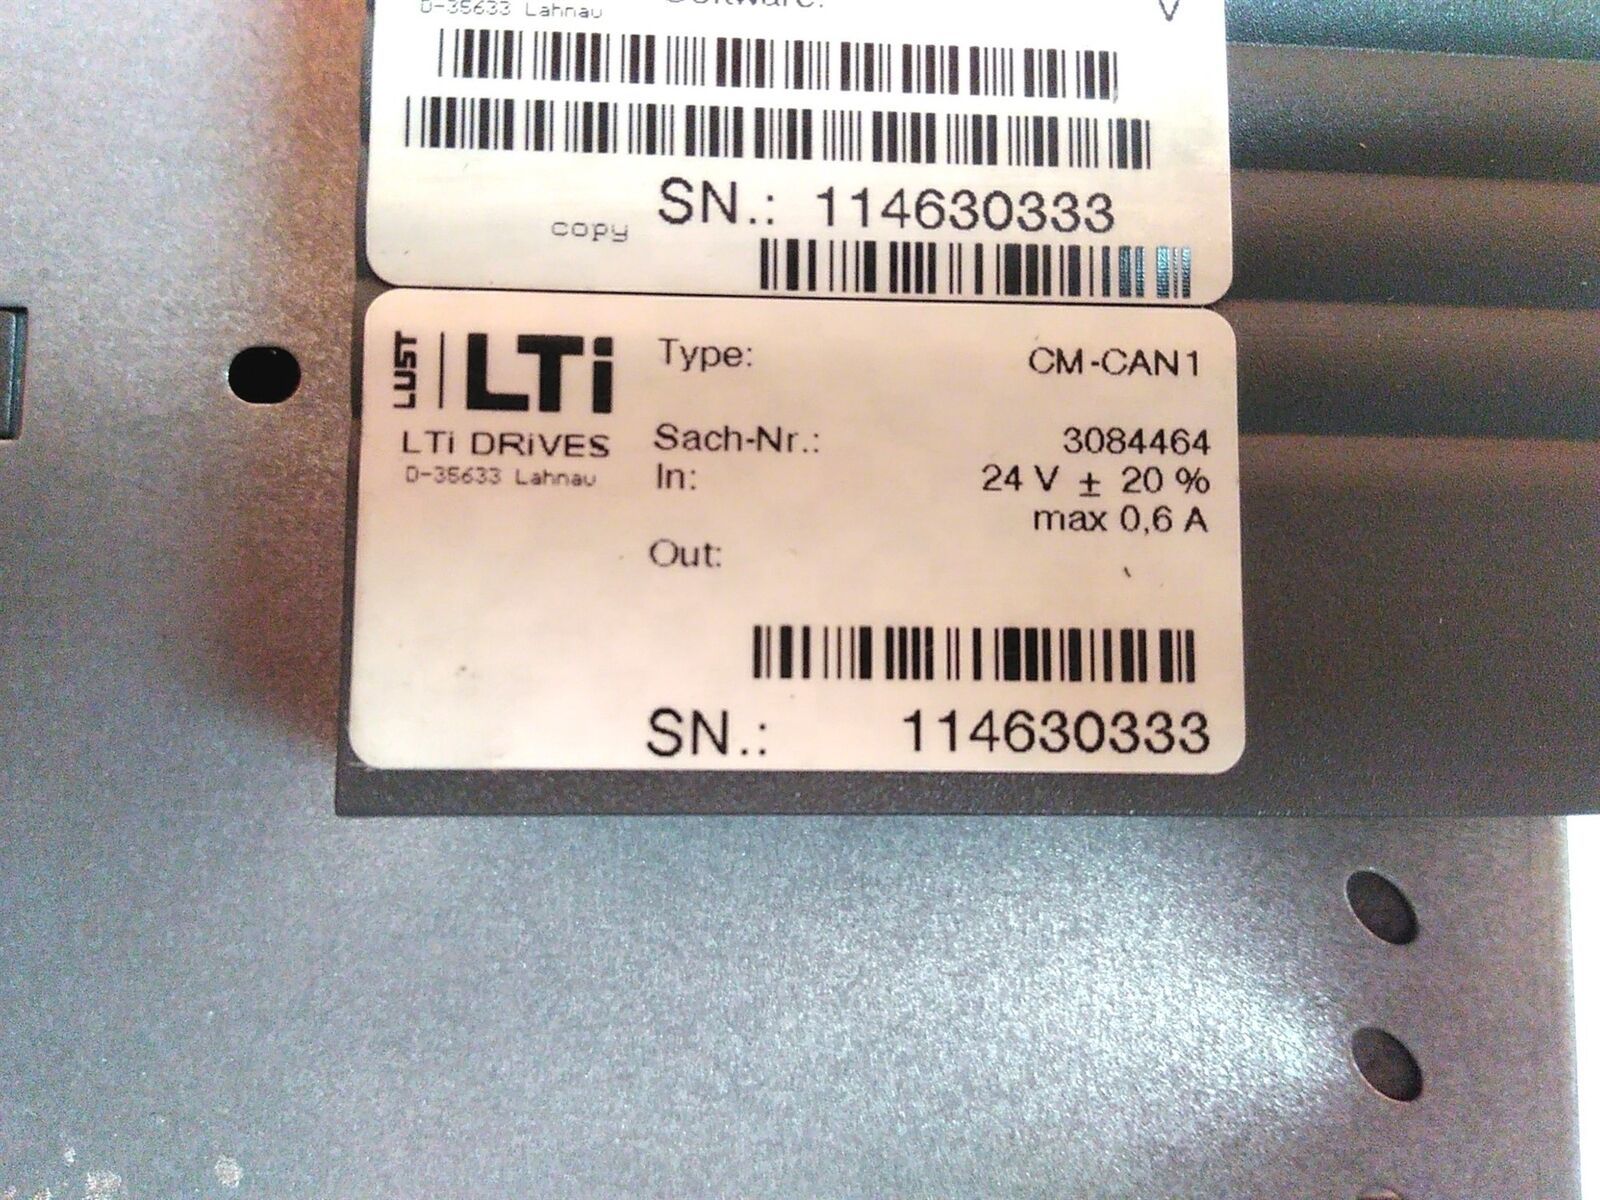 D-35633 Lahnau
Software:
V
SN.: 114630333
copy
LUST LTi
LTi DRiVES
D-35633 Lahnau
Type: CM-CAN1
Sach-Nr.: 3084464
In: 24 V ± 20 %
max 0,6 A
Out:
SN.: 114630333